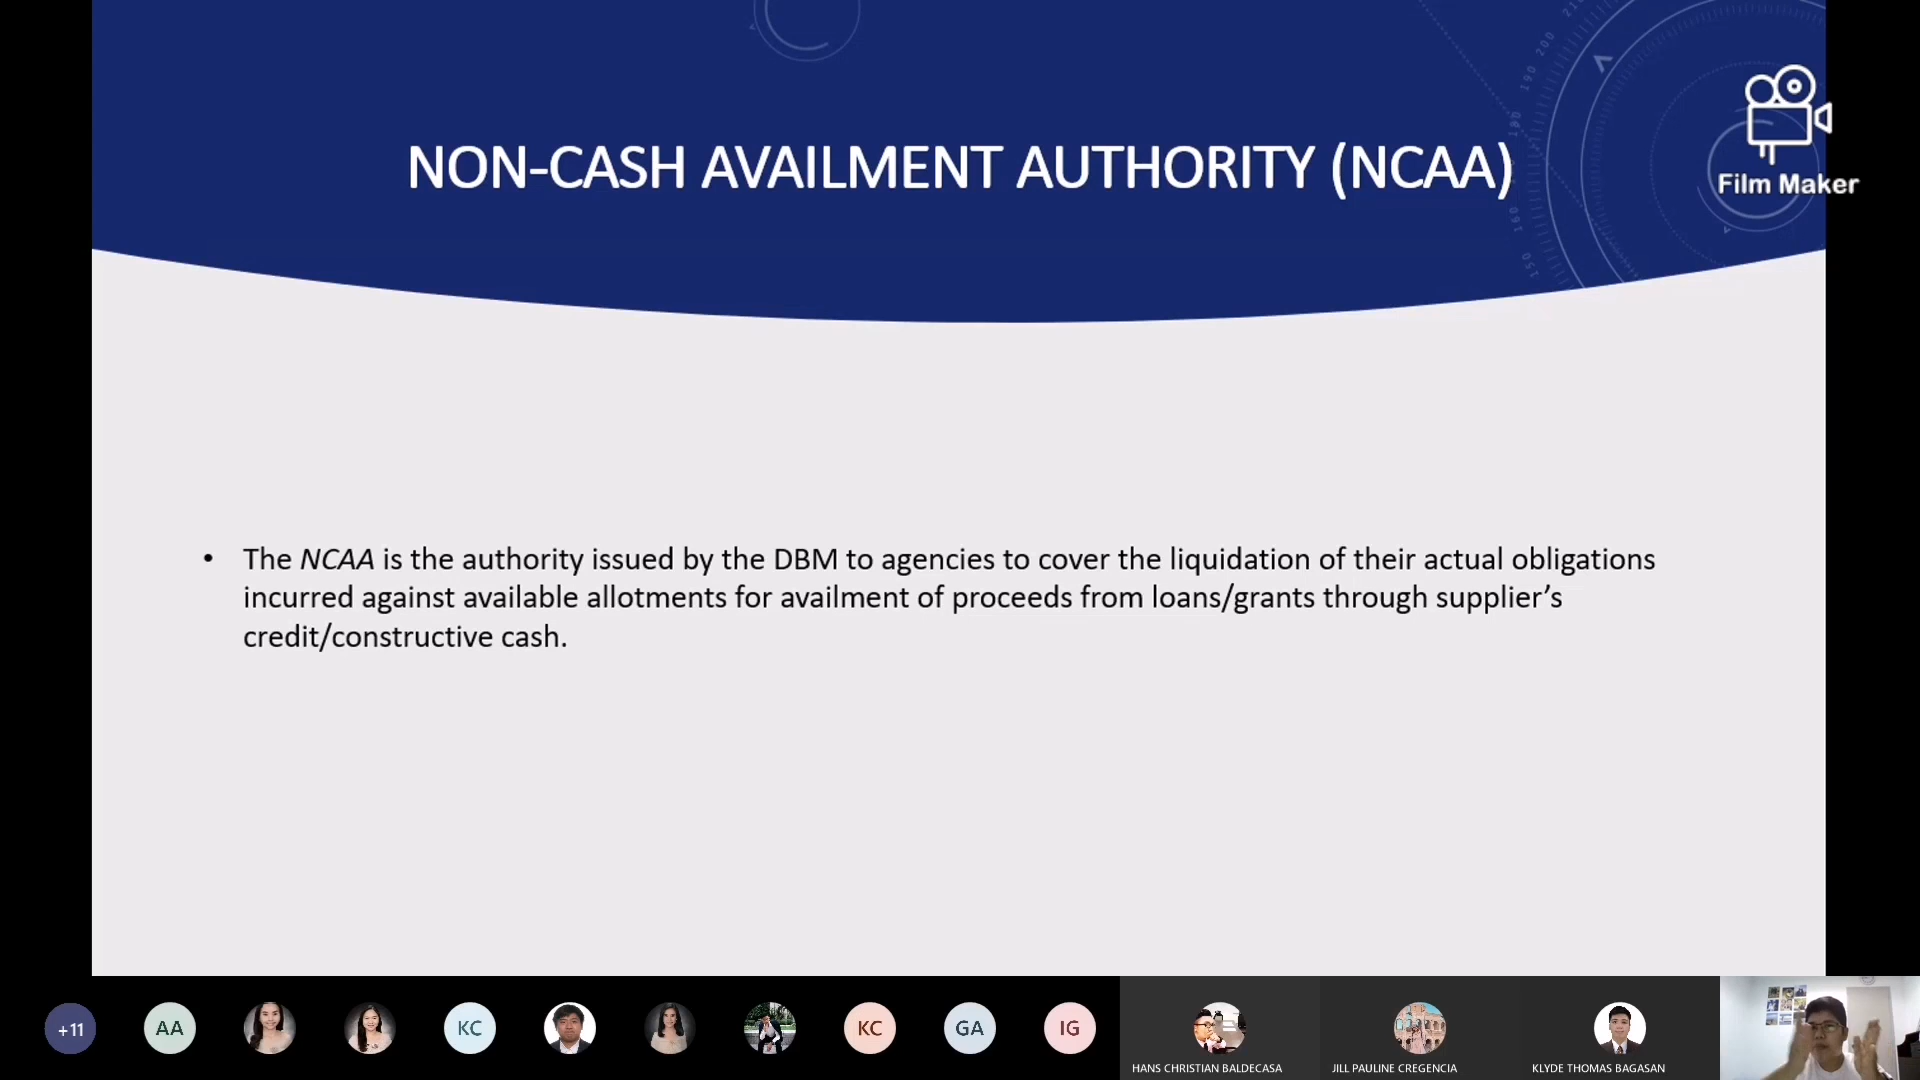 NON-CASH AVAILMENT AUTHORITY (NCAA)
Film Maker
• The NCAA is the authority issued by the DBM to agencies to cover the liquidation of their actual obligations
incurred against available allotments for availment of proceeds from loans/grants through supplier’s
credit/constructive cash.
+11
AA
KC
KC
GA
IG
HANS CHRISTIAN BALDECASA
JILL PAULINE CREGENCIA
KLYDE THOMAS BAGASAN